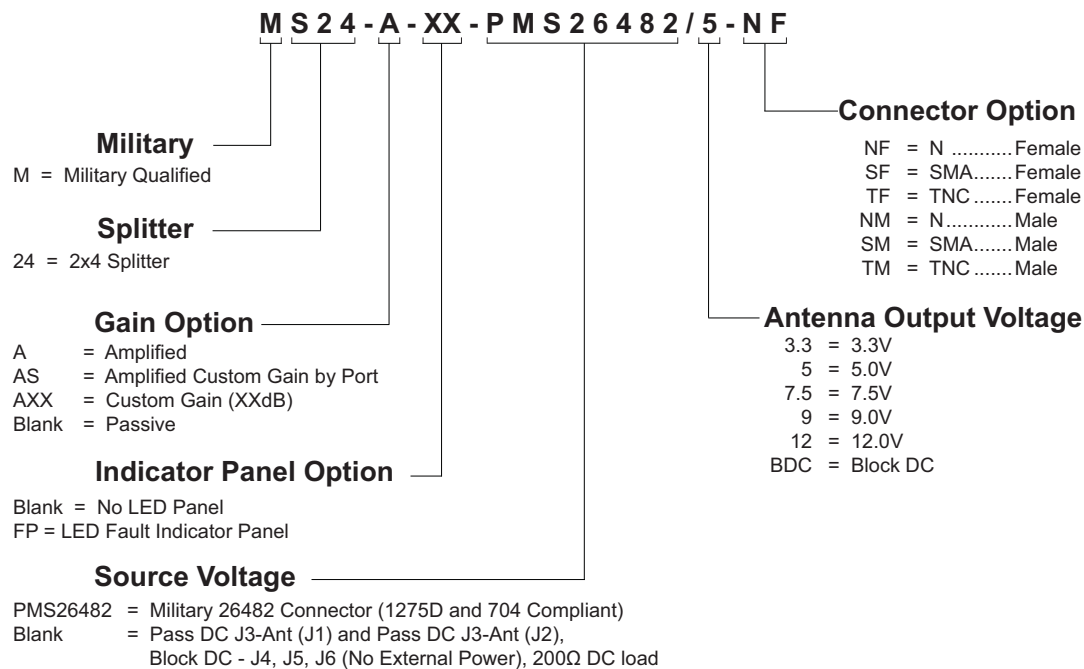 M S 2 4 - A - XX - P M S 2 6 4 8 2 / 5 - N F
Military
M = Military Qualified
Splitter
24 = 2x4 Splitter
Gain Option
A = Amplified
AS = Amplified Custom Gain by Port
AXX = Custom Gain (XXdB)
Blank = Passive
Indicator Panel Option
Blank = No LED Panel
FP = LED Fault Indicator Panel
Source Voltage
PMS26482 = Military 26482 Connector (1275D and 704 Compliant)
Blank = Pass DC J3-Ant (J1) and Pass DC J3-Ant (J2),
Block DC - J4, J5, J6 (No External Power), 200Ω DC load
Connector Option
NF = N ........... Female
SF = SMA....... Female
TF = TNC ....... Female
NM = N............ Male
SM = SMA....... Male
TM = TNC ....... Male
Antenna Output Voltage
3.3 = 3.3V
5 = 5.0V
7.5 = 7.5V
9 = 9.0V
12 = 12.0V
BDC = Block DC